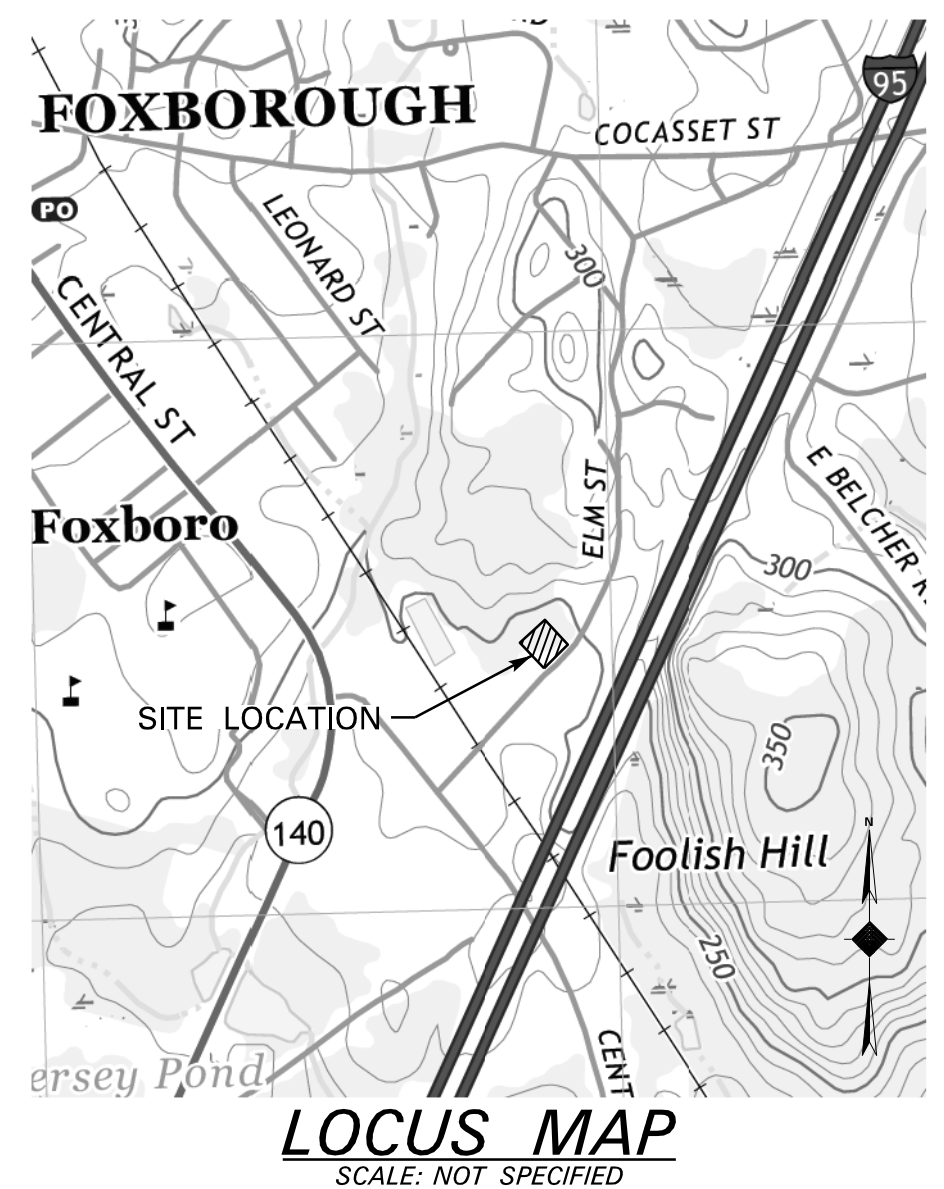 95
FOXBOROUGH
COCASSET ST
PO
LEONARD ST
300
CENTRAL ST
ELM ST
E BELCHER R
Foxboro
300
SITE LOCATION
350
140
N
Foolish Hill
250
CENT
ersey Pond
LOCUS MAP
SCALE: NOT SPECIFIED